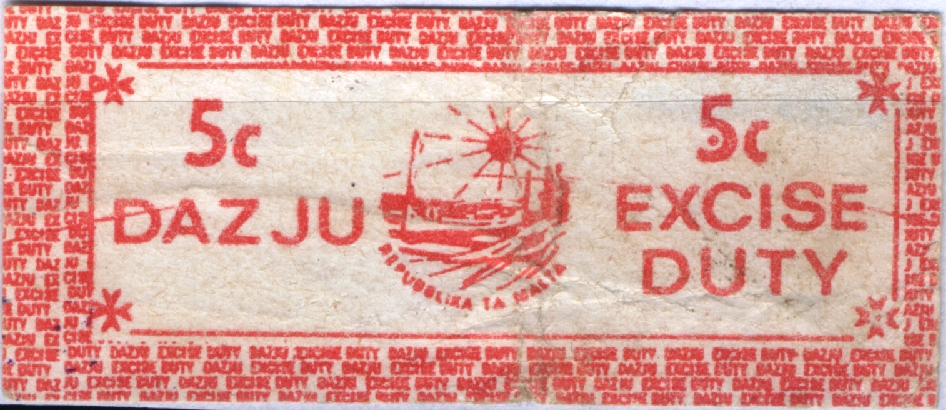 5c
DAZJU
REPUBBLIKA TA MALTA
5c
EXCISE
DUTY